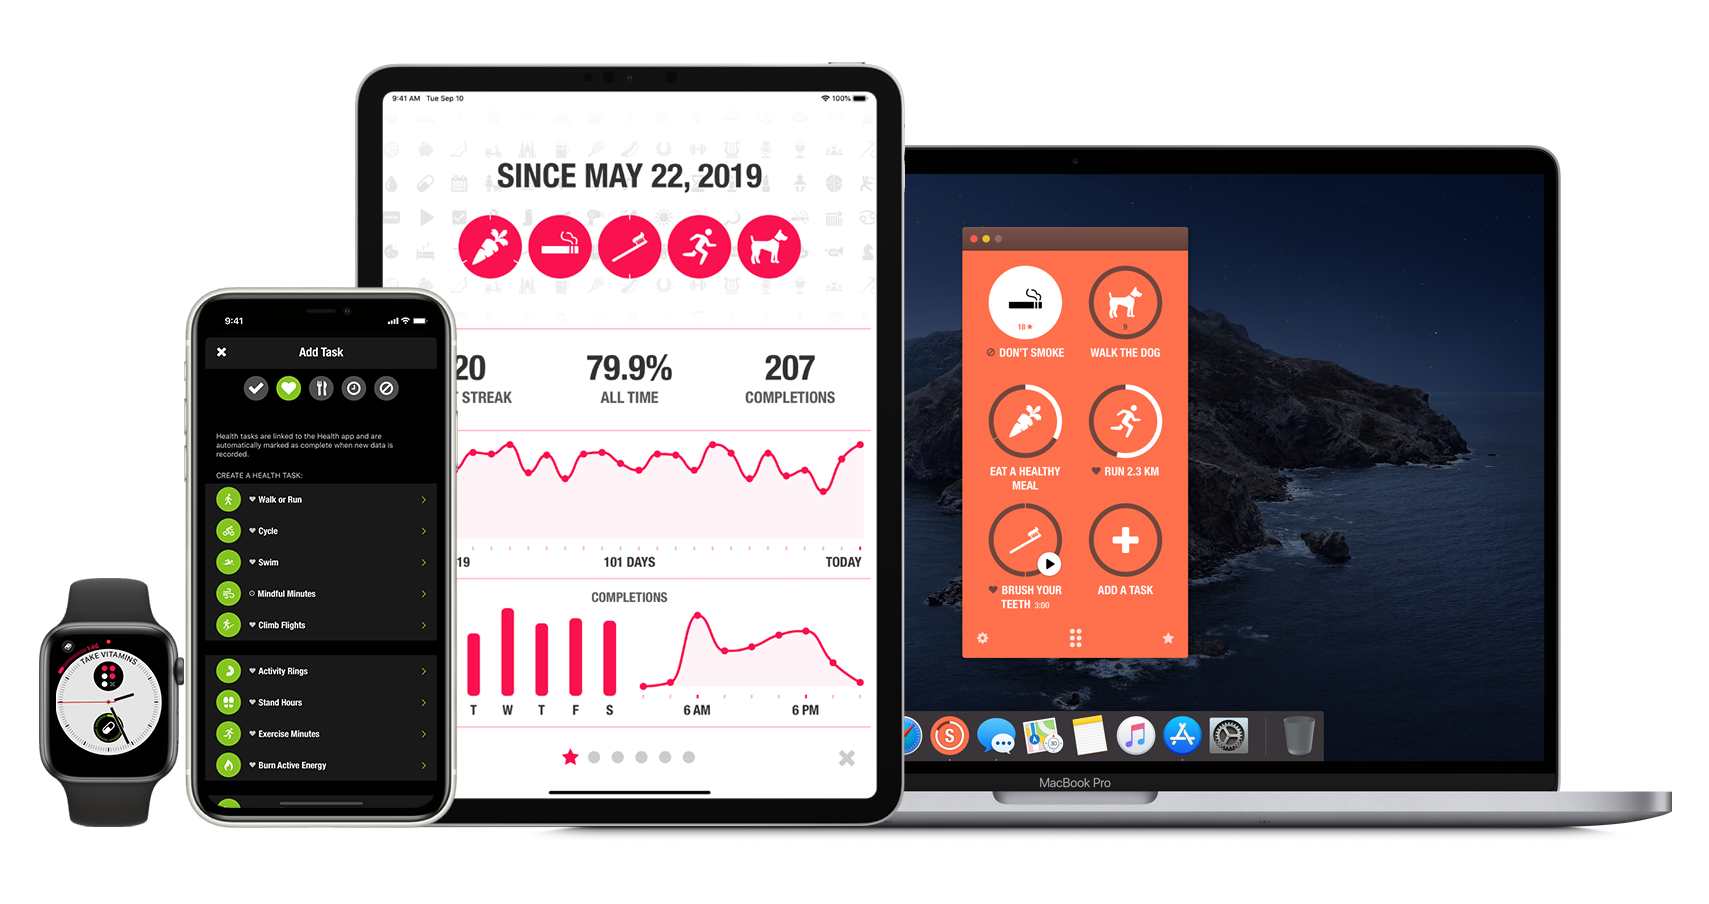 TAKE VITAMINS
9:41
Add Task
Health tasks are linked to the Health app and are
automatically marked as complete when new data is
recorded.
CREATE A HEALTH TASK:
Walk or Run
Cycle
Swim
Mindful Minutes
Climb Flights
Activity Rings
Stand Hours
Exercise Minutes
Burn Active Energy
9:41 AM Tue Sep 10
100%
SINCE MAY 22, 2019
20 79.9% 207
STREAK ALL TIME COMPLETIONS
19 101 DAYS TODAY
COMPLETIONS
T W T F S 6 AM 6 PM
18
9
DON'T SMOKE WALK THE DOG
EAT A HEALTHY
MEAL
RUN 2.3 KM
BRUSH YOUR
TEETH 3:00
ADD A TASK
S
3D
MacBook Pro